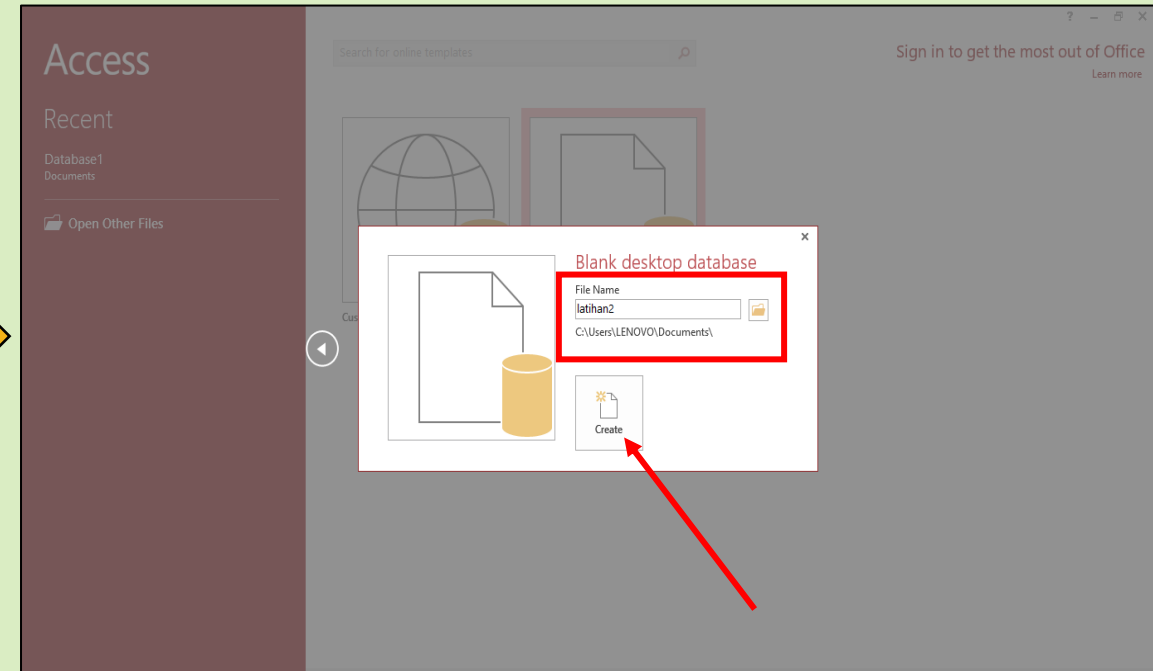 ? – X
Access
Search for online templates
Sign in to get the most out of Office
Learn more
Recent
Database1
Documents
Open Other Files
Cus
Blank desktop database
File Name
latihan2
C:\Users\LENOVO\Documents\
Create